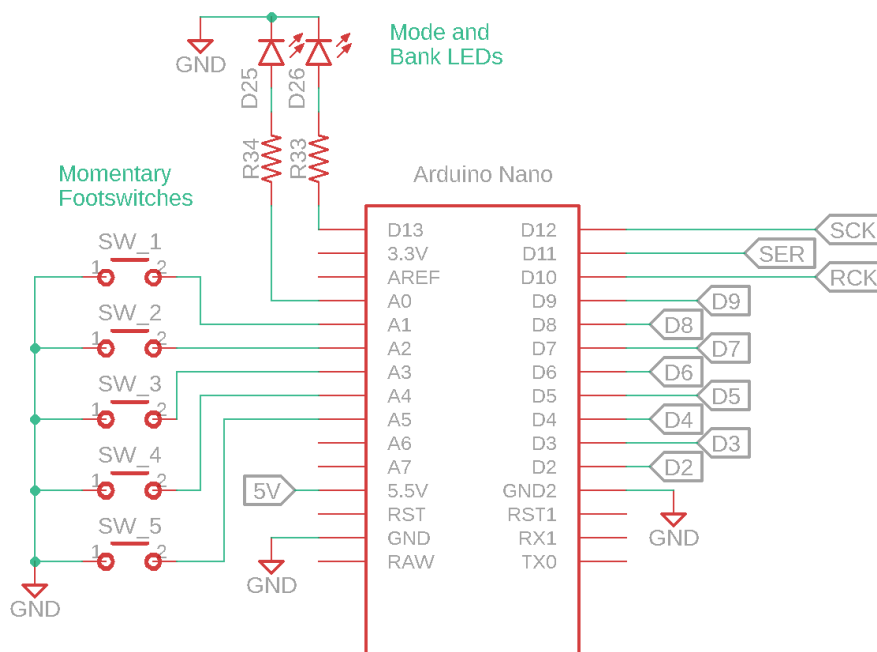 Mode and
Bank LEDs
GND
D25
D26
R34
R33
Momentary
Footswitches
Arduino Nano
SW_1
1 2
SW_2
1 2
SW_3
1 2
SW_4
1 2
SW_5
1 2
GND
D13
3.3V
AREF
A0
A1
A2
A3
A4
A5
A6
A7
5.5V
RST
GND
RAW
5V
GND
D12
D11
D10
D9
D8
D7
D6
D5
D4
D3
D2
GND2
RST1
RX1
TX0
SCK
SER
RCK
D9
D8
D7
D6
D5
D4
D3
D2
GND